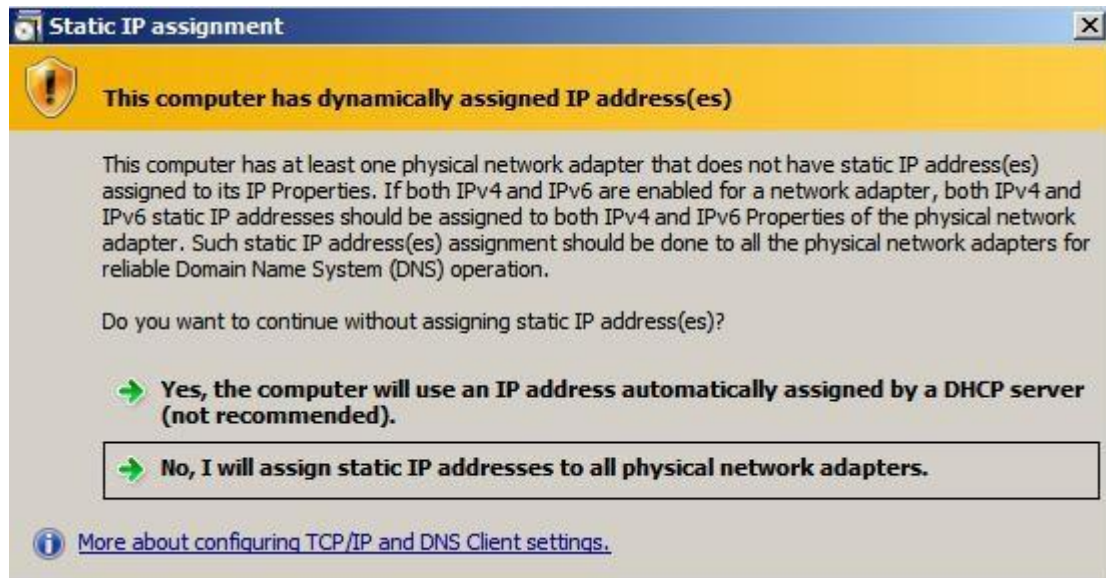 Static IP assignment
This computer has dynamically assigned IP address(es)
This computer has at least one physical network adapter that does not have static IP address(es)
assigned to its IP Properties. If both IPv4 and IPv6 are enabled for a network adapter, both IPv4 and
IPv6 static IP addresses should be assigned to both IPv4 and IPv6 Properties of the physical network
adapter. Such static IP address(es) assignment should be done to all the physical network adapters for
reliable Domain Name System (DNS) operation.
Do you want to continue without assigning static IP address(es)?
Yes, the computer will use an IP address automatically assigned by a DHCP server
(not recommended).
No, I will assign static IP addresses to all physical network adapters.
More about configuring TCP/IP and DNS Client settings.